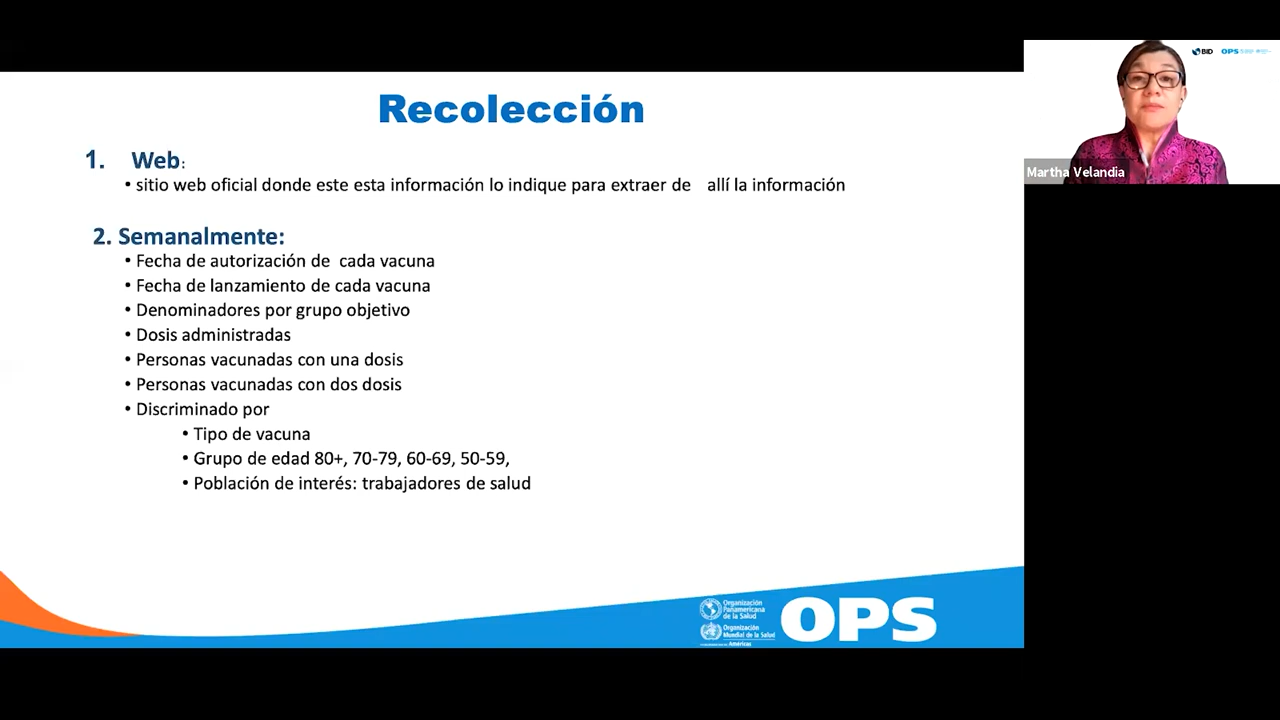 Recolección
1. Web:
• sitio web oficial donde este esta información lo indique para extraer de allí la información
2. Semanalmente:
• Fecha de autorización de cada vacuna
• Fecha de lanzamiento de cada vacuna
• Denominadores por grupo objetivo
• Dosis administradas
• Personas vacunadas con una dosis
• Personas vacunadas con dos dosis
• Discriminado por
• Tipo de vacuna
• Grupo de edad 80+, 70-79, 60-69, 50-59,
• Población de interés: trabajadores de salud
Organización
Panamericana
de la Salud
Organización
Mundial de la Salud
Américas
OPS
BID OPS
Martha Velandia